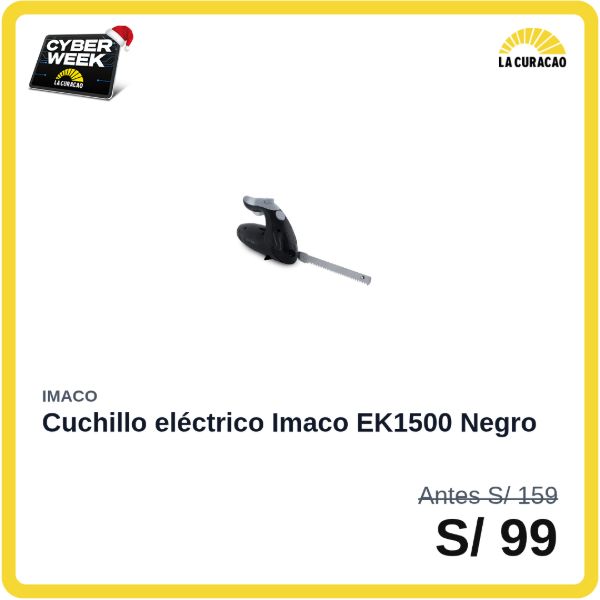 CYBER
WEEK
LA CURACAO
LA CURACAO
IMACO
Cuchillo eléctrico Imaco EK1500 Negro
Antes S/ 159
S/ 99